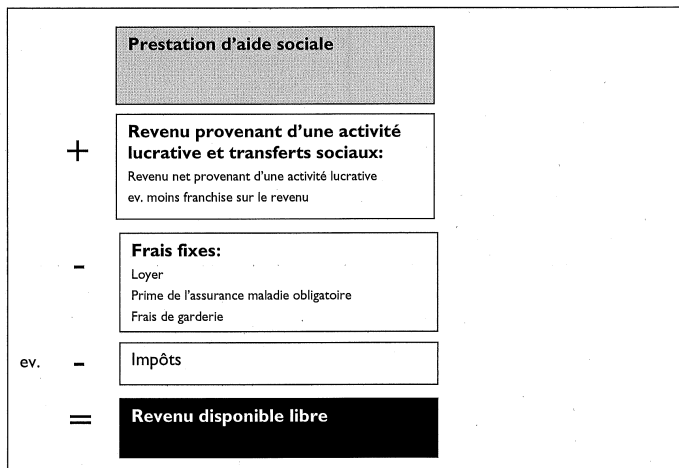 Prestation d'aide sociale
+
Revenu provenant d'une activité
lucrative et transferts sociaux:
Revenu net provenant d'une activité lucrative
ev. moins franchise sur le revenu
-
Frais fixes:
Loyer
Prime de l'assurance maladie obligatoire
Frais de garderie
ev. - Impôts
= Revenu disponible libre